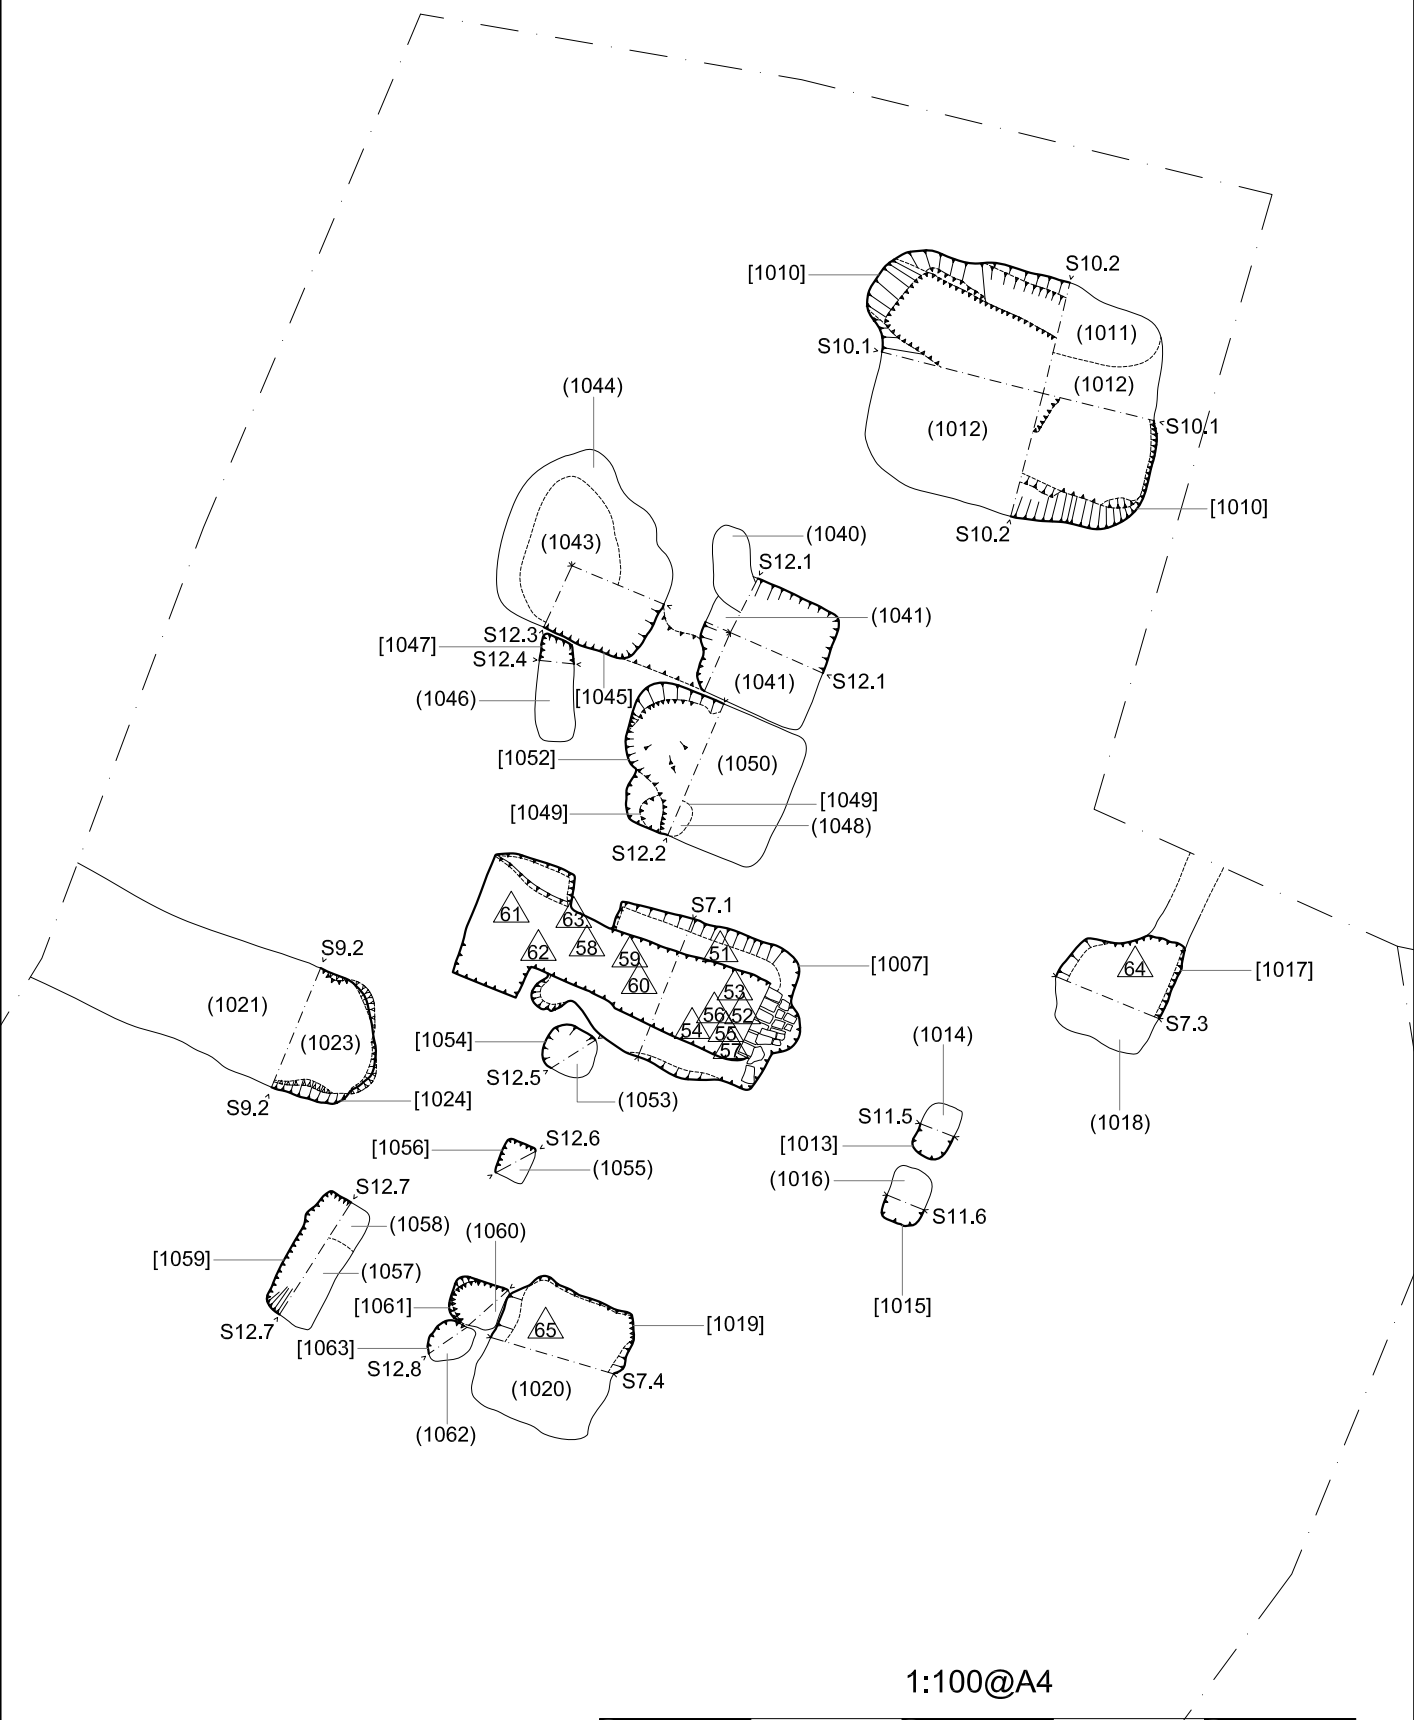 S10.2
[1010]
(1011)
S10.1
(1012)
(1044)
(1012)
S10.1
[1010]
S10.2
(1040)
(1043)
S12.1
(1041)
S12.3
[1047]
S12.4
(1041)
S12.1
(1046)
[1045]
[1052]
(1050)
[1049]
[1049]
(1048)
S12.2
S7.1
61
63
58
62
59
51
60
[1007]
64
[1017]
53
56
52
54
55
57
S9.2
(1021)
(1023)
S7.3
[1054]
(1014)
S12.5
S9.2
[1024]
(1053)
S11.5
(1018)
[1056]
S12.6
[1013]
(1055)
(1016)
S12.7
(1058)
(1060)
S11.6
[1059]
(1057)
[1061]
[1015]
S12.7
65
[1019]
[1063]
S12.8
(1020)
S7.4
(1062)
1:100@A4